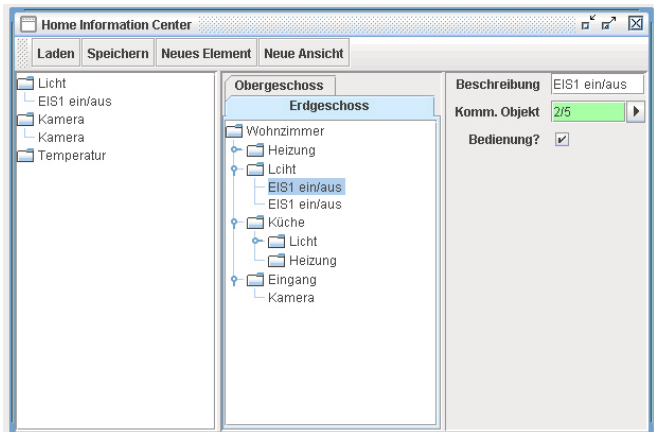 Home Information Center
Laden Speichern Neues Element Neue Ansicht
Licht
EIS1 ein/aus
Kamera
Kamera
Temperatur
Obergeschoss
Erdgeschoss
Wohnzimmer
Heizung
Lciht
EIS1 ein/aus
EIS1 ein/aus
Küche
Licht
Heizung
Eingang
Kamera
Beschreibung EIS1 ein/aus
Komm. Objekt 2/5
Bedienung?